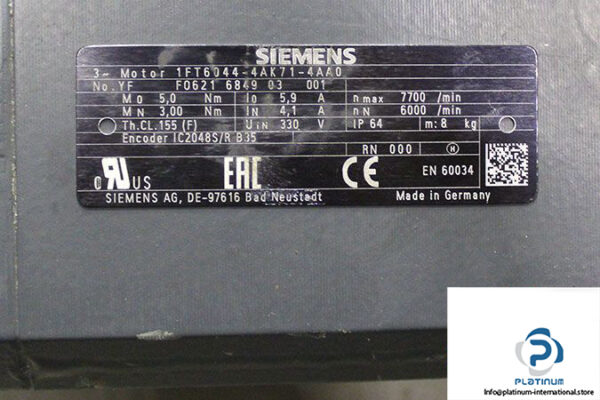 SIEMENS
3~ Motor 1FT6044-4AK71-4AA0
No.YF F0621 6849 03 001
M0 5,0 Nm I0 5,9 A n max 7700 /min
MN 3,00 Nm IN 4,1 A nN 6000 /min
Th.CL.155 (F) UiN 330 V IP 64 m: 8 kg
Encoder IC2048S/R B35
RN 000 N
c RU US EAC CE EN 60034
SIEMENS AG, DE-97616 Bad Neustadt Made in Germany
PLATINUM
Info@platinum-international.store